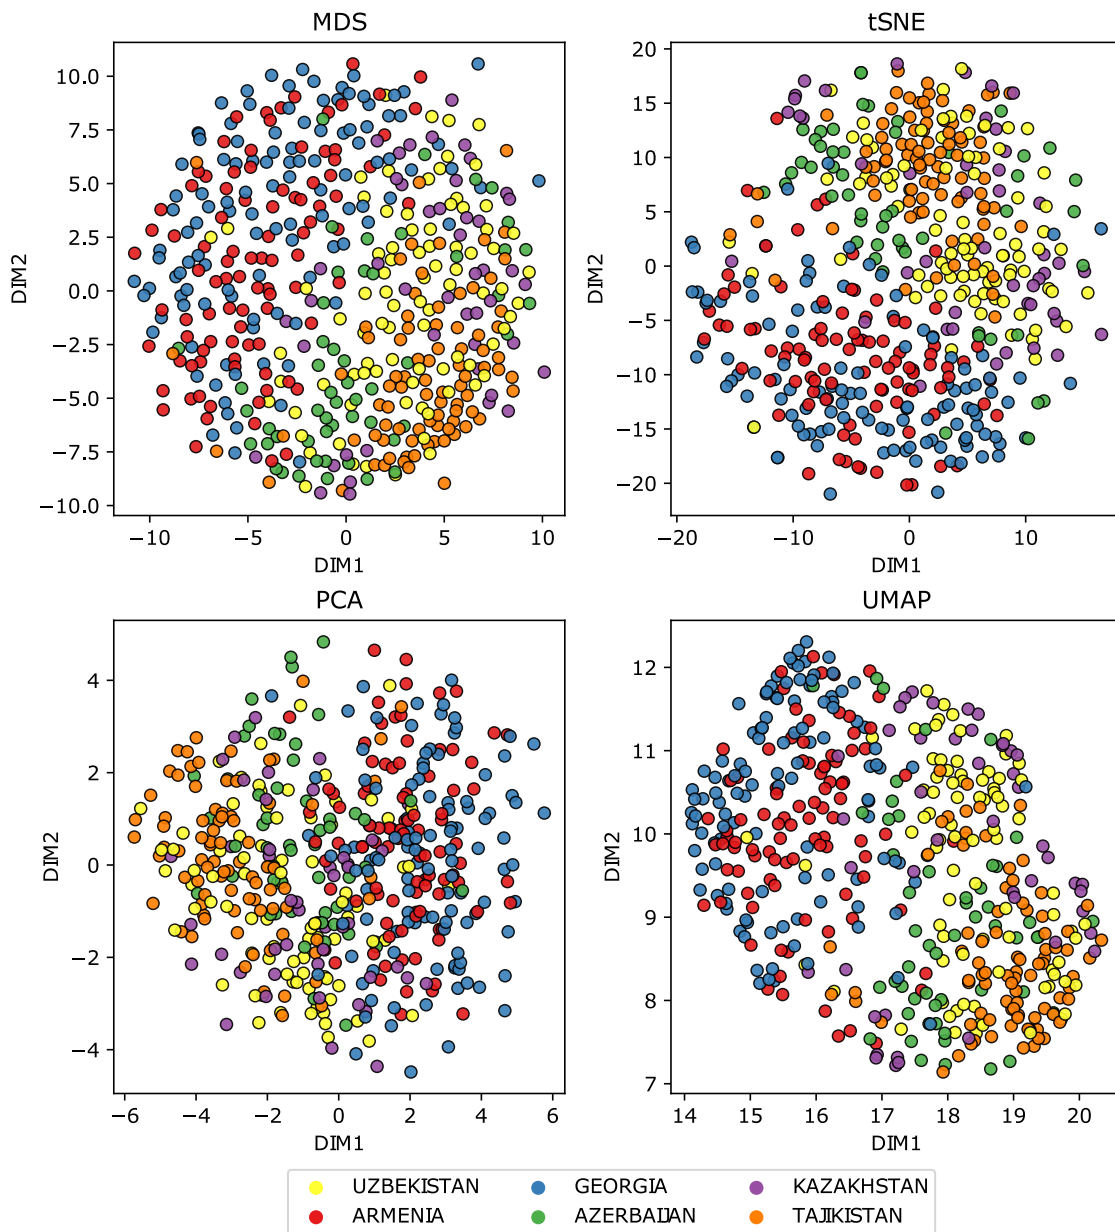 MDS
tSNE
10.0
7.5
5.0
2.5
0.0
−2.5
−5.0
−7.5
−10.0
DIM2
−10
−5
0
5
10
DIM1
20
15
10
5
0
−5
−10
−15
−20
DIM2
−20
−10
0
10
DIM1
PCA
UMAP
4
2
0
−2
−4
DIM2
−6
−4
−2
0
2
4
6
DIM1
12
11
10
9
8
7
DIM2
14
15
16
17
18
19
20
DIM1
UZBEKISTAN
GEORGIA
KAZAKHSTAN
ARMENIA
AZERBAIJAN
TAJIKISTAN